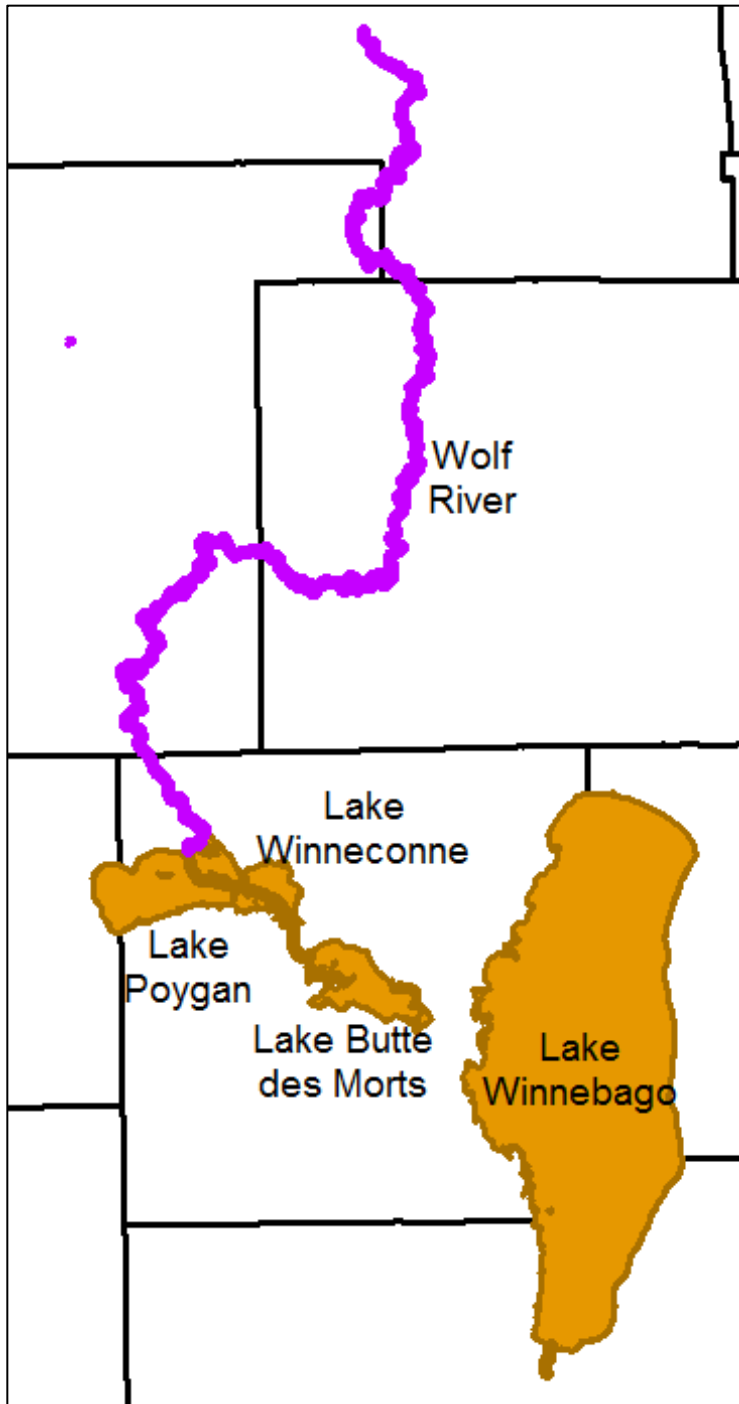 Wolf
River
Lake
Winneconne
Lake
Poygan
Lake Butte
des Morts
Lake
Winnebago